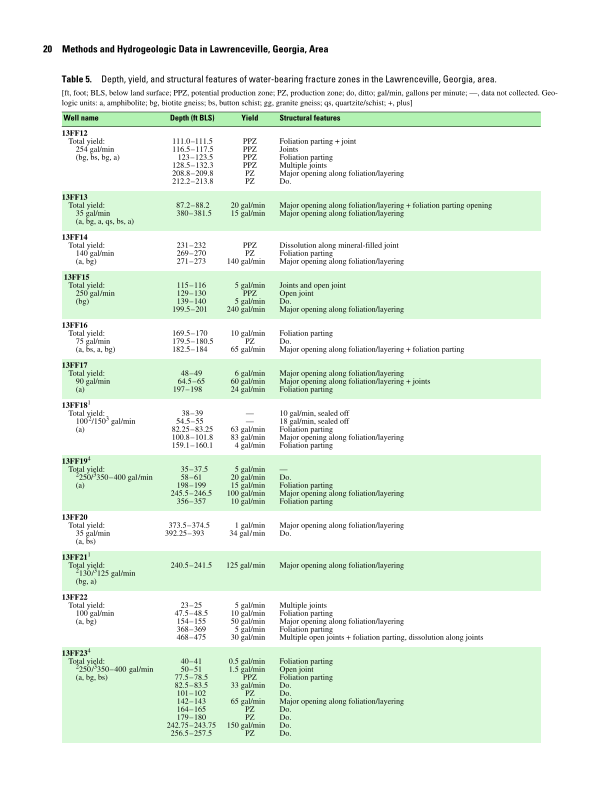 20 Methods and Hydrogeologic Data in Lawrenceville, Georgia, Area
Table 5. Depth, yield, and structural features of water-bearing fracture zones in the Lawrenceville, Georgia, area.
[ft, foot; BLS, below land surface; PPZ, potential production zone; PZ, production zone; do, ditto; gal/min, gallons per minute; —, data not collected. Geo-
logic units: a, amphibolite; bg, biotite gneiss; bs, button schist; gg, granite gneiss; qs, quartzite/schist; +, plus]
Well name Depth (ft BLS) Yield Structural features
13FF12
Total yield: 111.0–111.5 PPZ Foliation parting + joint
254 gal/min 116.5–117.5 PPZ Joints
(bg, bs, bg, a) 123–123.5 PPZ Foliation parting
128.5–132.3 PPZ Multiple joints
208.8–209.8 PZ Major opening along foliation/layering
212.2–213.8 PZ Do.
13FF13
Total yield: 87.2–88.2 20 gal/min Major opening along foliation/layering + foliation parting opening
35 gal/min 380–381.5 15 gal/min Major opening along foliation/layering
(a, bg, a, qs, bs, a)
13FF14
Total yield: 231–232 PPZ Dissolution along mineral-filled joint
140 gal/min 269–270 PZ Foliation parting
(a, bg) 271–273 140 gal/min Major opening along foliation/layering
13FF15
Total yield: 115–116 5 gal/min Joints and open joint
250 gal/min 129–130 PPZ Open joint
(bg) 139–140 5 gal/min Do.
199.5–201 240 gal/min Major opening along foliation/layering
13FF16
Total yield: 169.5–170 10 gal/min Foliation parting
75 gal/min 179.5–180.5 PZ Do.
(a, bs, a, bg) 182.5–184 65 gal/min Major opening along foliation/layering + foliation parting
13FF17
Total yield: 48–49 6 gal/min Major opening along foliation/layering
90 gal/min 64.5–65 60 gal/min Major opening along foliation/layering + joints
(a) 197–198 24 gal/min Foliation parting
13FF18¹
Total yield: 38–39 — 10 gal/min, sealed off
100²/150³ gal/min 54.5–55 — 18 gal/min, sealed off
(a) 82.25–83.25 63 gal/min Foliation parting
100.8–101.8 83 gal/min Major opening along foliation/layering
159.1–160.1 4 gal/min Foliation parting
13FF19⁴
Total yield: 35–37.5 5 gal/min —
²250/³350–400 gal/min 58–61 20 gal/min Do.
(a) 198–199 15 gal/min Foliation parting
245.5–246.5 100 gal/min Major opening along foliation/layering
356–357 10 gal/min Foliation parting
13FF20
Total yield: 373.5–374.5 1 gal/min Major opening along foliation/layering
35 gal/min 392.25–393 34 gal/min Do.
(a, bs)
13FF21¹
Total yield: 240.5–241.5 125 gal/min Major opening along foliation/layering
²130/³125 gal/min
(bg, a)
13FF22
Total yield: 23–25 5 gal/min Multiple joints
100 gal/min 47.5–48.5 10 gal/min Foliation parting
(a, bg) 154–155 50 gal/min Major opening along foliation/layering
368–369 5 gal/min Foliation parting
468–475 30 gal/min Multiple open joints + foliation parting, dissolution along joints
13FF23⁴
Total yield: 40–41 0.5 gal/min Foliation parting
²250/³350–400 gal/min 50–51 1.5 gal/min Open joint
(a, bg, bs) 77.5–78.5 PPZ Foliation parting
82.5–83.5 33 gal/min Do.
101–102 PZ Do.
142–143 65 gal/min Major opening along foliation/layering
164–165 PZ Do.
179–180 PZ Do.
242.75–243.75 150 gal/min Do.
256.5–257.5 PZ Do.